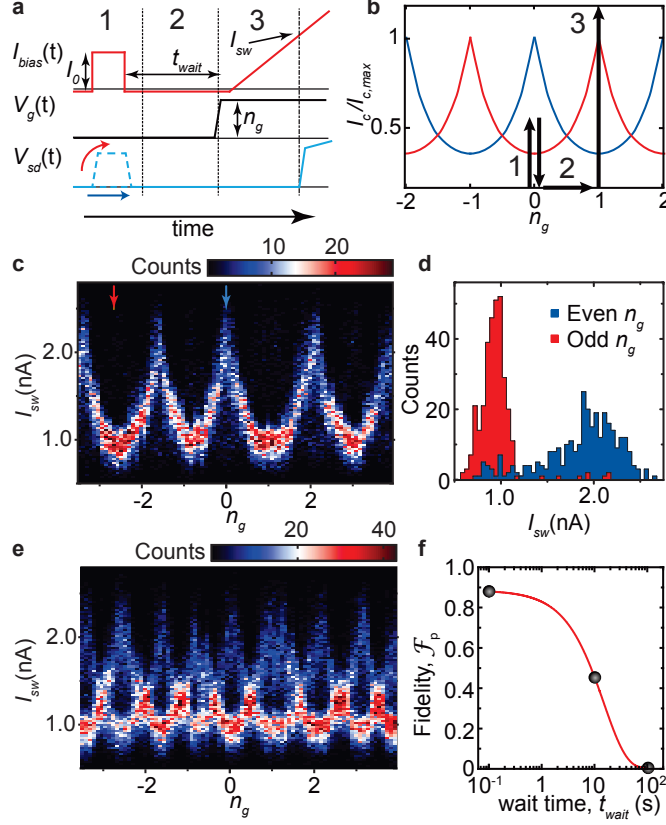 a
1 2 3
I_bias(t)
I_0
t_wait
I_sw
V_g(t)
n_g
V_sd(t)
time
b
I_c/I_c,max
1
0.5
3
1
2
-2 -1 0 1 2
n_g
c
Counts
10 20
I_sw(nA)
2.0
1.0
-2 0 2
n_g
d
Counts
40
20
0
Even n_g
Odd n_g
1.0 2.0
I_sw(nA)
e
Counts
20 40
I_sw(nA)
2.0
1.0
-2 0 2
n_g
f
Fidelity, ℱ_p
1.0
0.8
0.6
0.4
0.2
0
10^-1 1 10 10^2
wait time, t_wait (s)